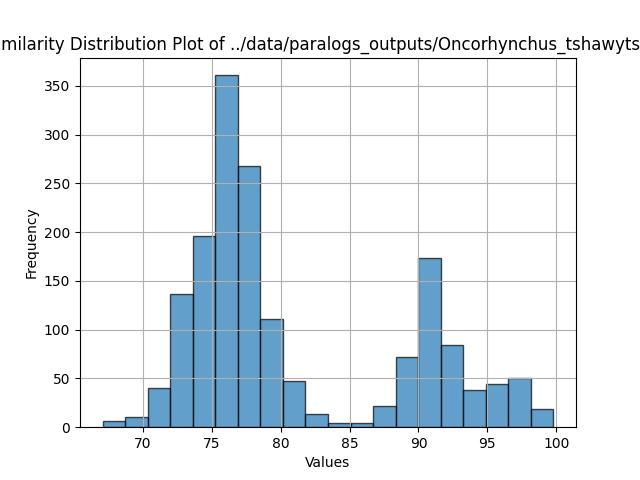 milarity Distribution Plot of ../data/paralogs_outputs/Oncorhynchus_tshawyts
350
300
250
200
150
100
50
0
Frequency
70 75 80 85 90 95 100
Values